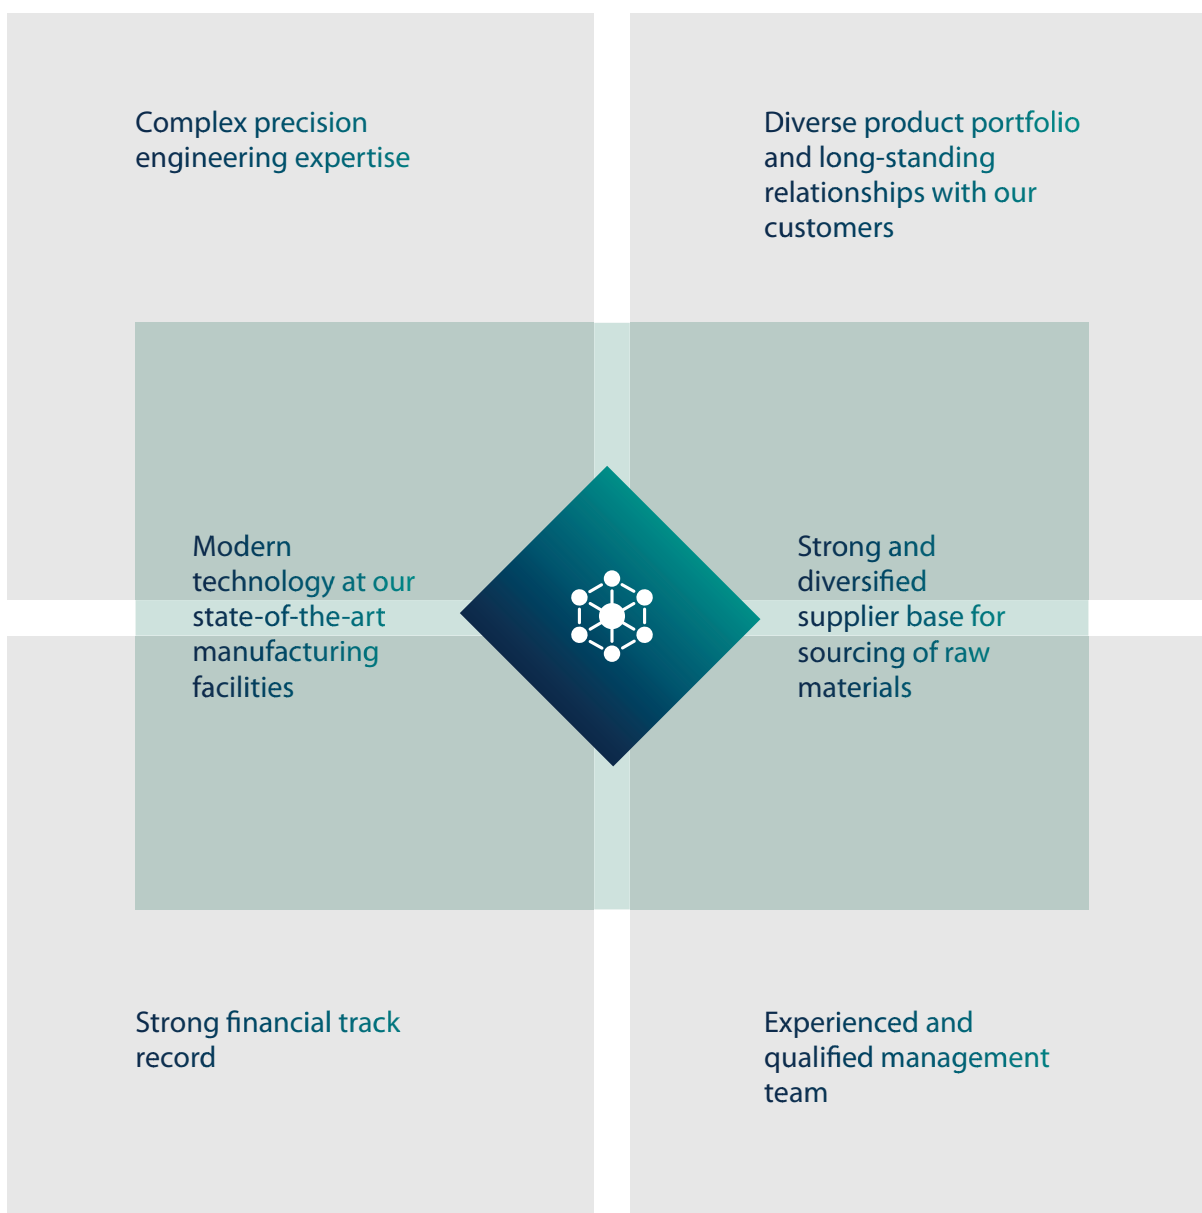 Complex precision
engineering expertise
Diverse product portfolio
and long-standing
relationships with our
customers
Modern
technology at our
state-of-the-art
manufacturing
facilities
Strong and
diversified
supplier base for
sourcing of raw
materials
Strong financial track
record
Experienced and
qualified management
team